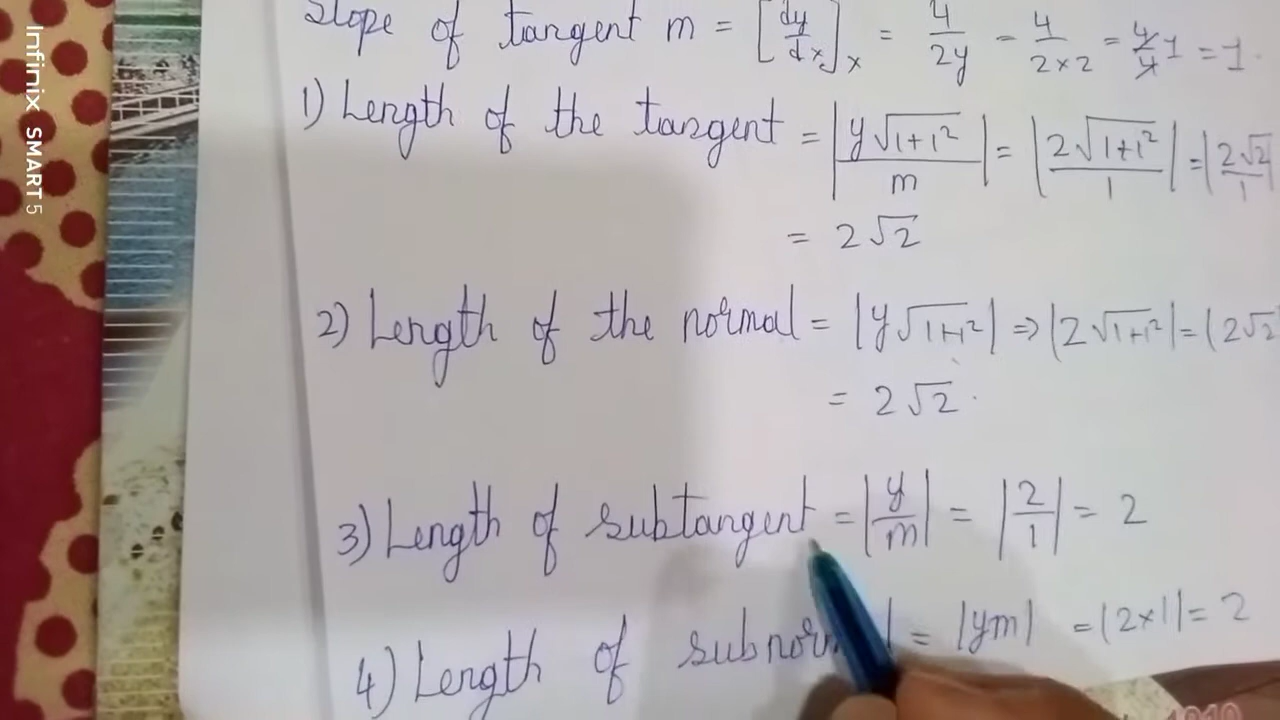 Slope of tangent m = [dy/dx]x = 4/2y = 4/2×2 = 4/4 1 = 1.
1) Length of the tangent = |y√1+1²/m| = |2√1+1²/1| = |2√2/1|
= 2√2
2) Length of the normal = |y√1+1²| ⇒ |2√1+1²| = |2√2
= 2√2.
3) Length of subtangent = |y/m| = |2/1| = 2
4) Length of subnormal = |ym| = |2×1| = 2
Infinix SMART 5